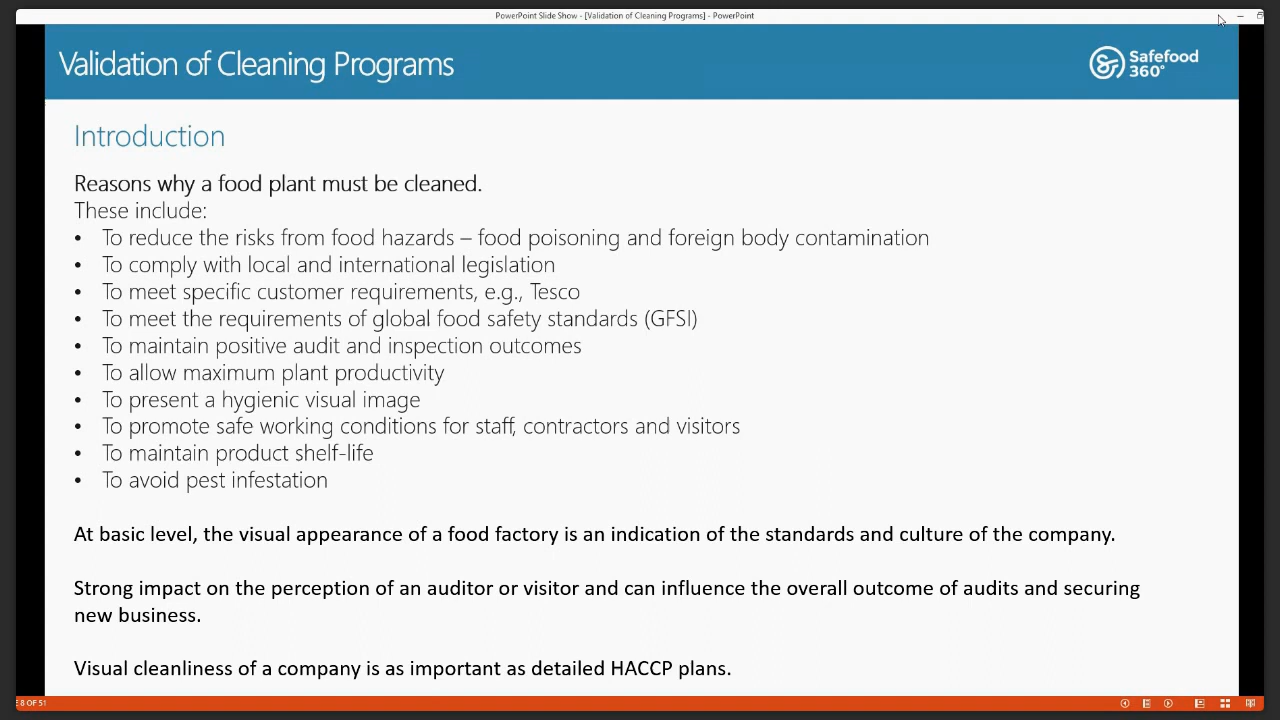 PowerPoint Slide Show - [Validation of Cleaning Programs] - PowerPoint
Validation of Cleaning Programs
Safefood
360°
Introduction
Reasons why a food plant must be cleaned.
These include:
• To reduce the risks from food hazards – food poisoning and foreign body contamination
• To comply with local and international legislation
• To meet specific customer requirements, e.g., Tesco
• To meet the requirements of global food safety standards (GFSI)
• To maintain positive audit and inspection outcomes
• To allow maximum plant productivity
• To present a hygienic visual image
• To promote safe working conditions for staff, contractors and visitors
• To maintain product shelf-life
• To avoid pest infestation
At basic level, the visual appearance of a food factory is an indication of the standards and culture of the company.
Strong impact on the perception of an auditor or visitor and can influence the overall outcome of audits and securing
new business.
Visual cleanliness of a company is as important as detailed HACCP plans.
E 8 OF 51